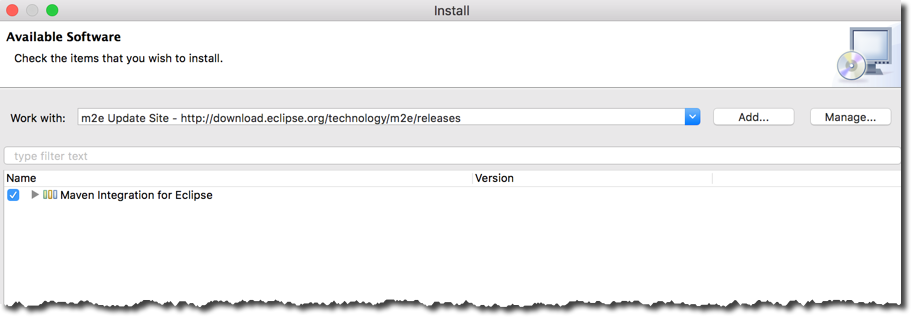 Install
Available Software
Check the items that you wish to install.
Work with: m2e Update Site - http://download.eclipse.org/technology/m2e/releases Add... Manage...
type filter text
Name Version
Maven Integration for Eclipse